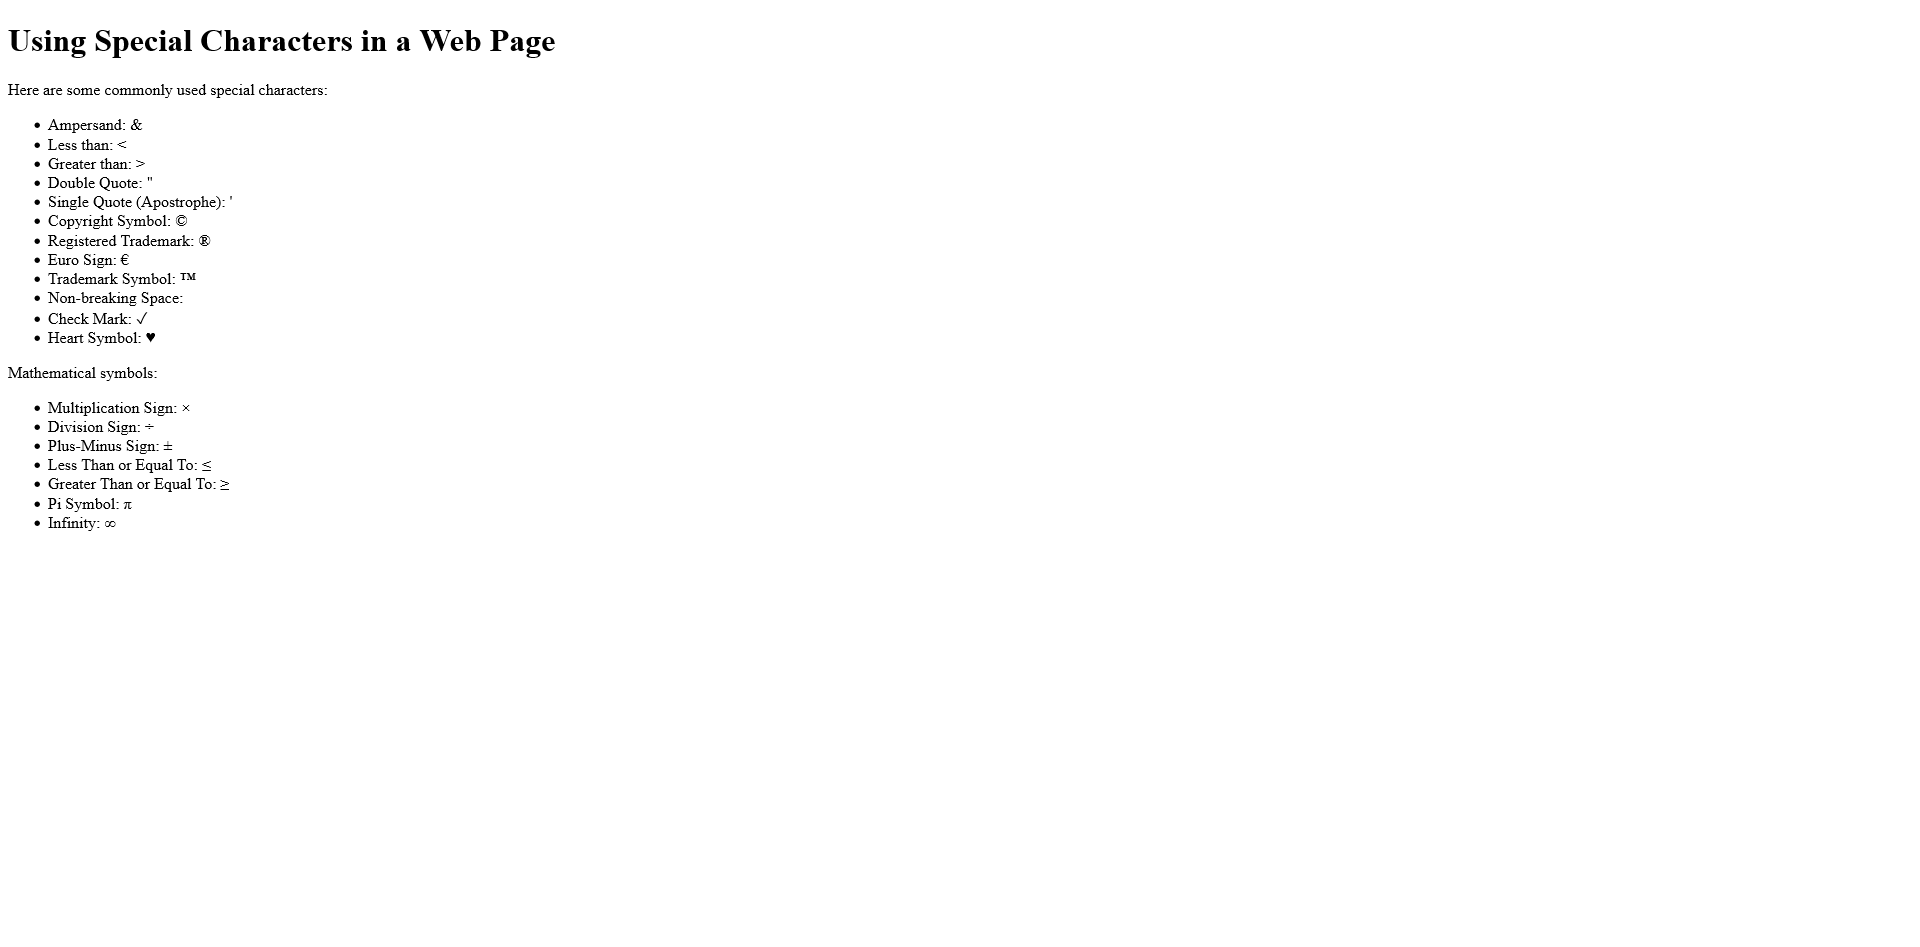 Using Special Characters in a Web Page
Here are some commonly used special characters:
• Ampersand: &
• Less than: <
• Greater than: >
• Double Quote: "
• Single Quote (Apostrophe): '
• Copyright Symbol: ©
• Registered Trademark: ®
• Euro Sign: €
• Trademark Symbol: ™
• Non-breaking Space:
• Check Mark: ✓
• Heart Symbol: ♥
Mathematical symbols:
• Multiplication Sign: ×
• Division Sign: ÷
• Plus-Minus Sign: ±
• Less Than or Equal To: ≤
• Greater Than or Equal To: ≥
• Pi Symbol: π
• Infinity: ∞